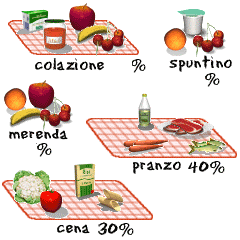 colazione %
spuntino
%
merenda
%
pranzo 40%
cena 30%